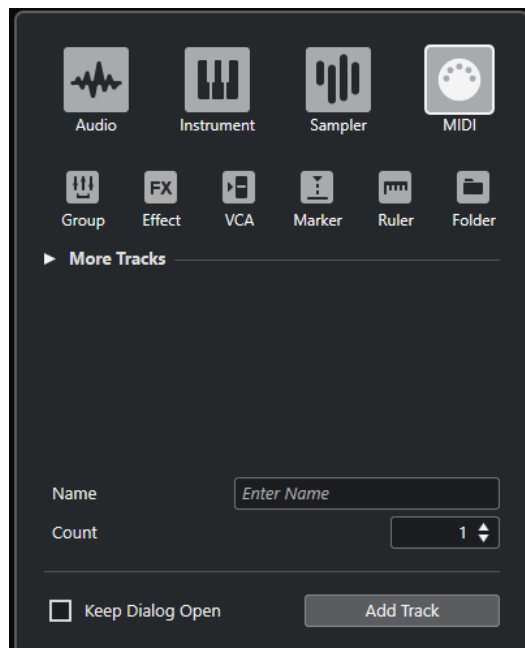 Audio Instrument Sampler MIDI
FX
Group Effect VCA Marker Ruler Folder
More Tracks
Name Enter Name
Count 1
Keep Dialog Open Add Track